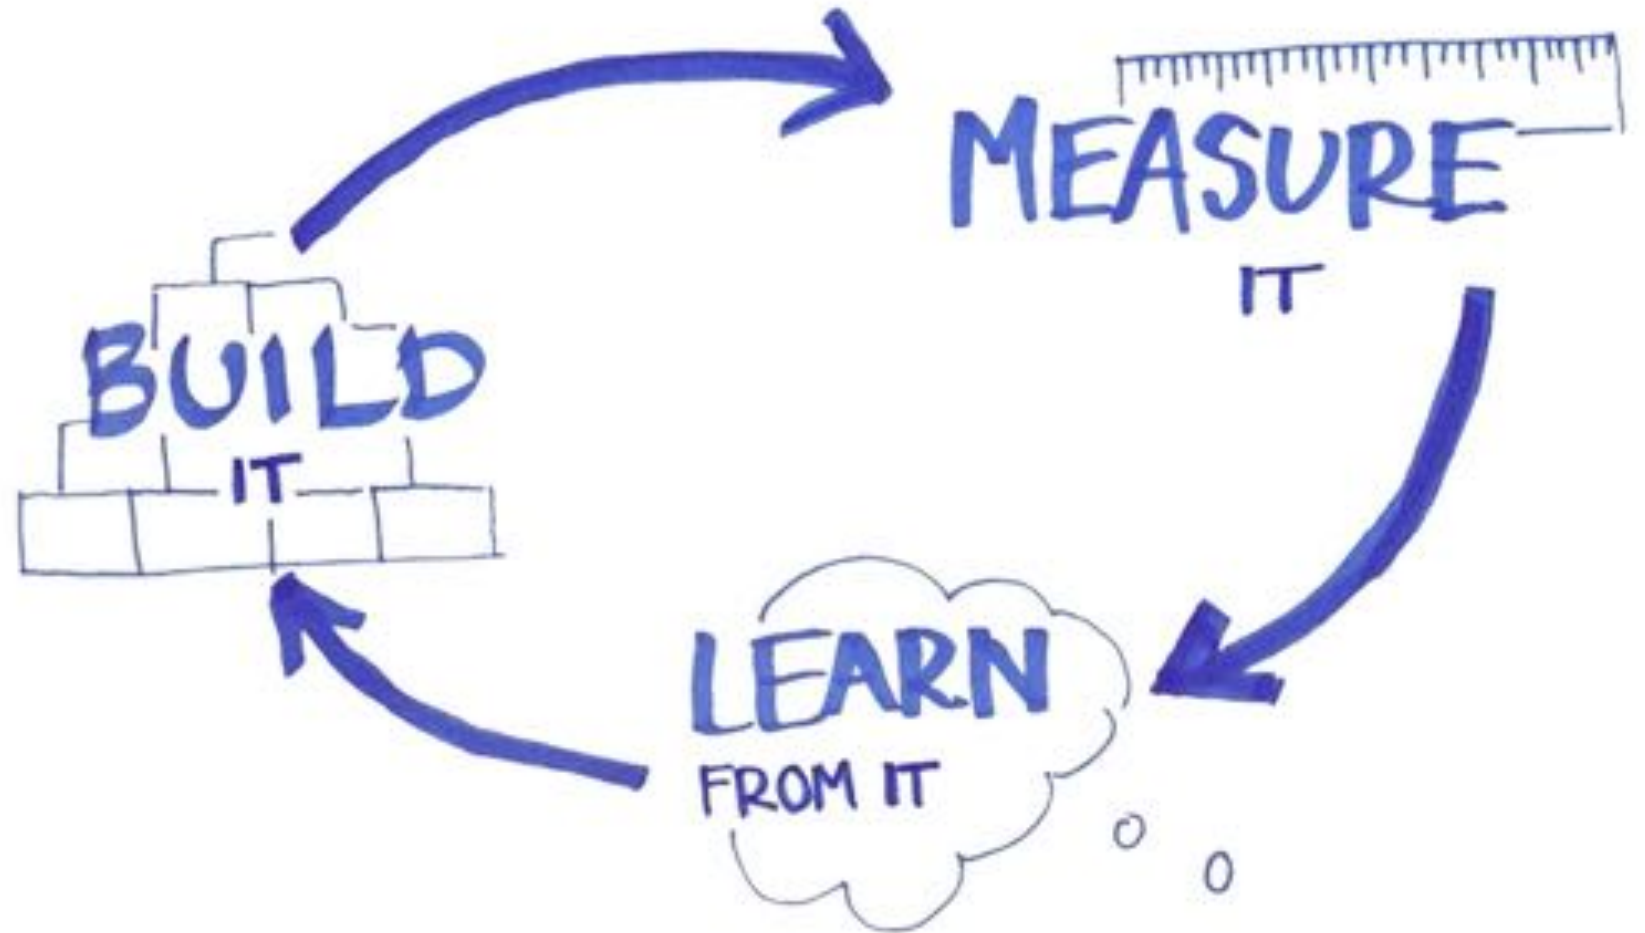 BUILD
IT
MEASURE
IT
LEARN
FROM IT